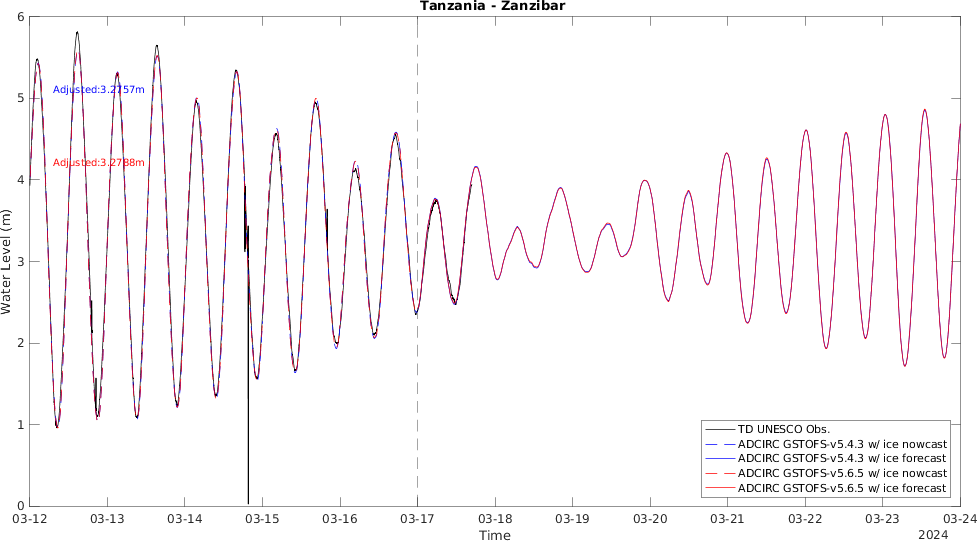 Tanzania - Zanzibar
6
5
4
3
2
1
0
Water Level (m)
Adjusted:3.2757m
Adjusted:3.2788m
TD UNESCO Obs.
ADCIRC GSTOFS-v5.4.3 w/ ice nowcast
ADCIRC GSTOFS-v5.4.3 w/ ice forecast
ADCIRC GSTOFS-v5.6.5 w/ ice nowcast
ADCIRC GSTOFS-v5.6.5 w/ ice forecast
03-12 03-13 03-14 03-15 03-16 03-17 03-18 03-19 03-20 03-21 03-22 03-23 03-24
Time
2024